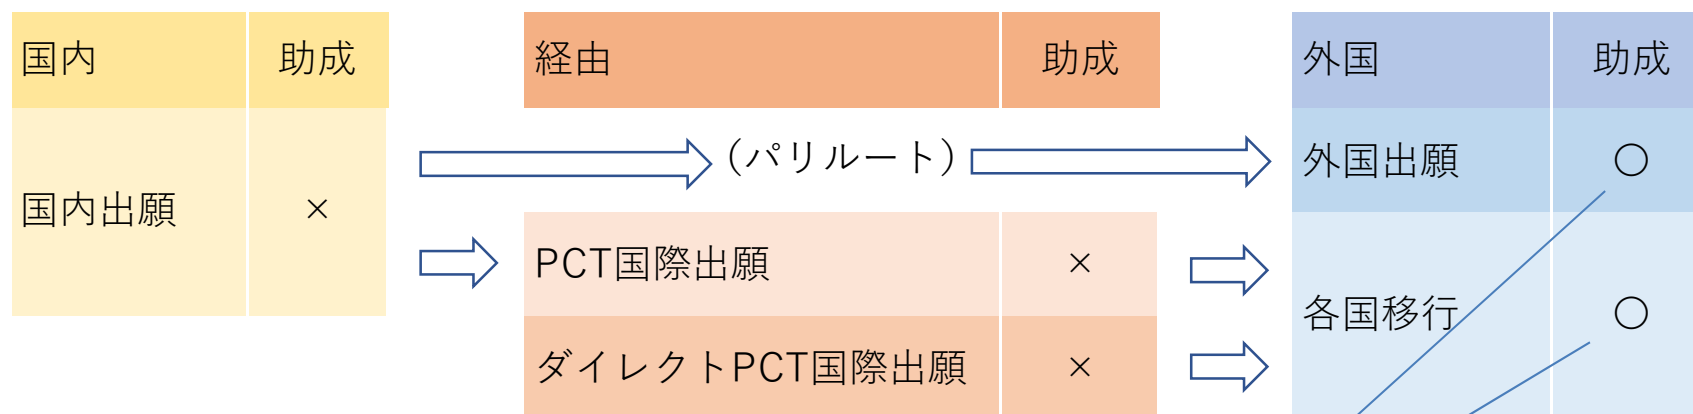 国内 助成 経由 助成 外国 助成
(パリルート) 外国出願 〇
国内出願 ×
PCT国際出願 ×
各国移行 〇
ダイレクトPCT国際出願 ×